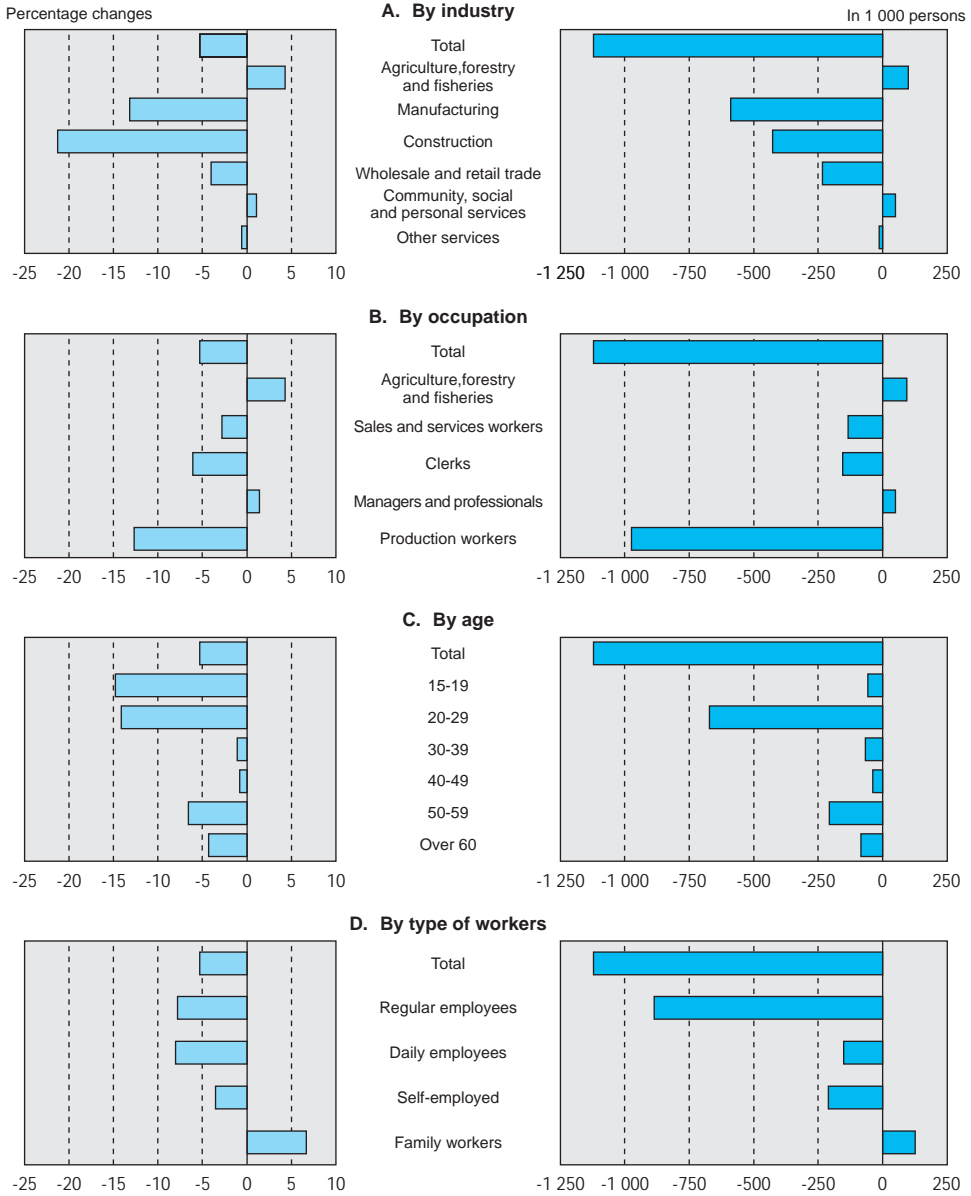 Percentage changes
A. By industry
In 1 000 persons
Total
Agriculture,forestry
and fisheries
Manufacturing
Construction
Wholesale and retail trade
Community, social
and personal services
Other services
-25 -20 -15 -10 -5 0 5 10
-1 250 -1 000 -750 -500 -250 0 250
B. By occupation
Total
Agriculture,forestry
and fisheries
Sales and services workers
Clerks
Managers and professionals
Production workers
-25 -20 -15 -10 -5 0 5 10
-1 250 -1 000 -750 -500 -250 0 250
C. By age
Total
15-19
20-29
30-39
40-49
50-59
Over 60
-25 -20 -15 -10 -5 0 5 10
-1 250 -1 000 -750 -500 -250 0 250
D. By type of workers
Total
Regular employees
Daily employees
Self-employed
Family workers
-25 -20 -15 -10 -5 0 5 10
-1 250 -1 000 -750 -500 -250 0 250